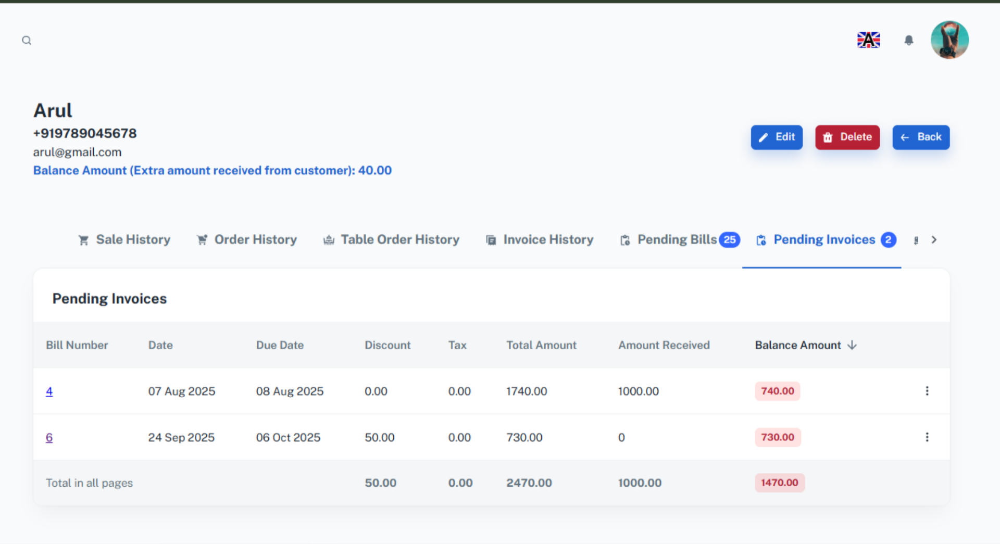 A
Arul
+919789045678
arul@gmail.com
Balance Amount (Extra amount received from customer): 40.00
Edit
Delete
Back
Sale History
Order History
Table Order History
Invoice History
Pending Bills 25
Pending Invoices 2
Pending Invoices
Bill Number Date Due Date Discount Tax Total Amount Amount Received Balance Amount
4 07 Aug 2025 08 Aug 2025 0.00 0.00 1740.00 1000.00 740.00
6 24 Sep 2025 06 Oct 2025 50.00 0.00 730.00 0 730.00
Total in all pages 50.00 0.00 2470.00 1000.00 1470.00